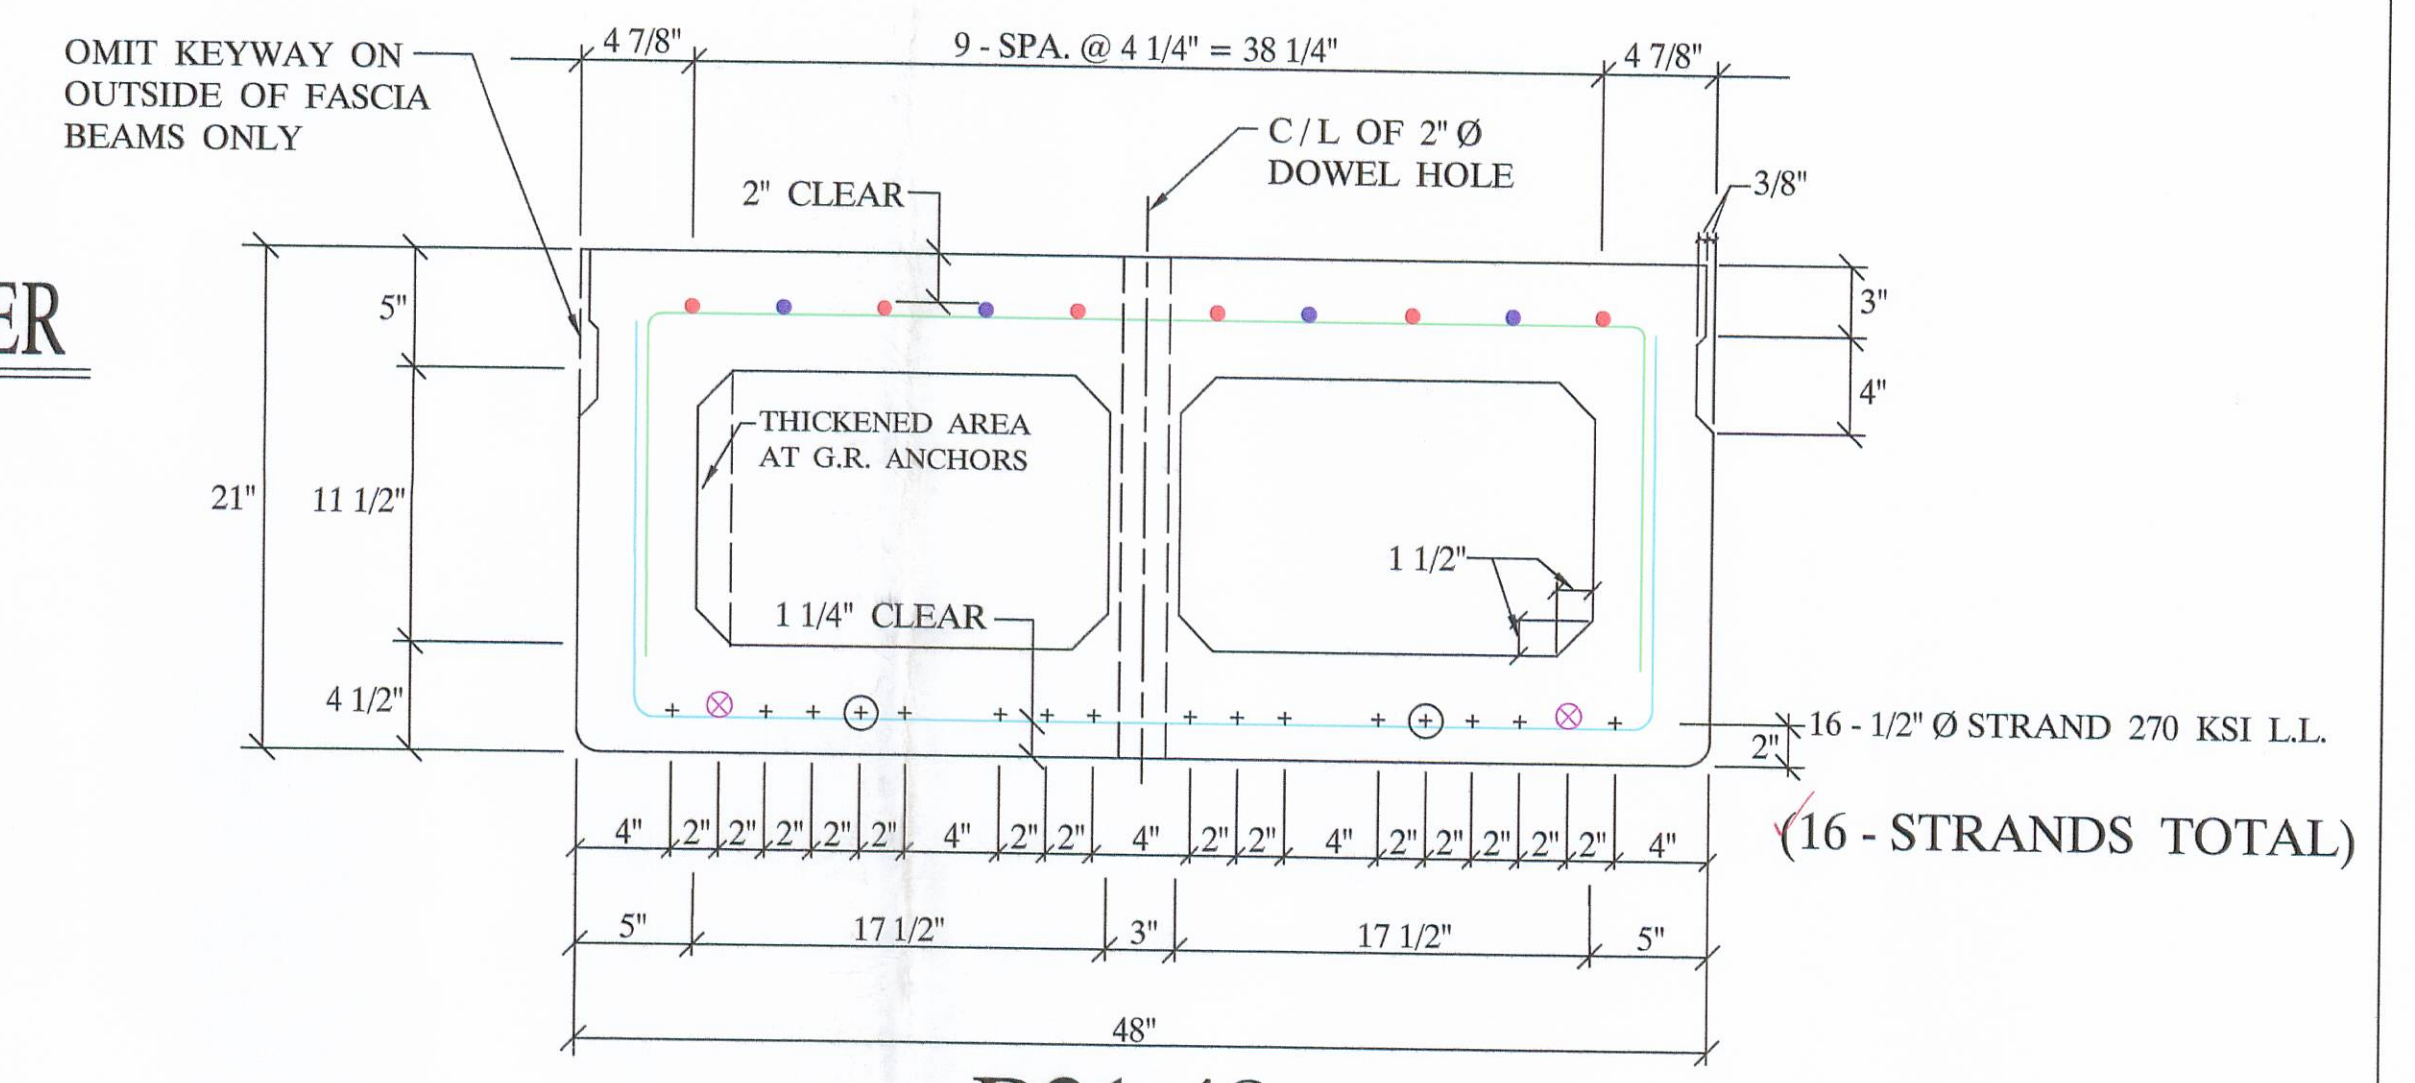 OMIT KEYWAY ON
OUTSIDE OF FASCIA
BEAMS ONLY
4 7/8"
9 - SPA. @ 4 1/4" = 38 1/4"
4 7/8"
C/L OF 2" Ø
DOWEL HOLE
2" CLEAR
3/8"
ER
5"
3"
4"
THICKENED AREA
AT G.R. ANCHORS
21"
11 1/2"
1 1/2"
1 1/4" CLEAR
4 1/2"
16 - 1/2" Ø STRAND 270 KSI L.L.
2"
(16 - STRANDS TOTAL)
4" 2" 2" 2" 2" 2" 4" 2" 2" 4" 2" 2" 4" 2" 2" 2" 2" 2" 4"
5" 17 1/2" 3" 17 1/2" 5"
48"